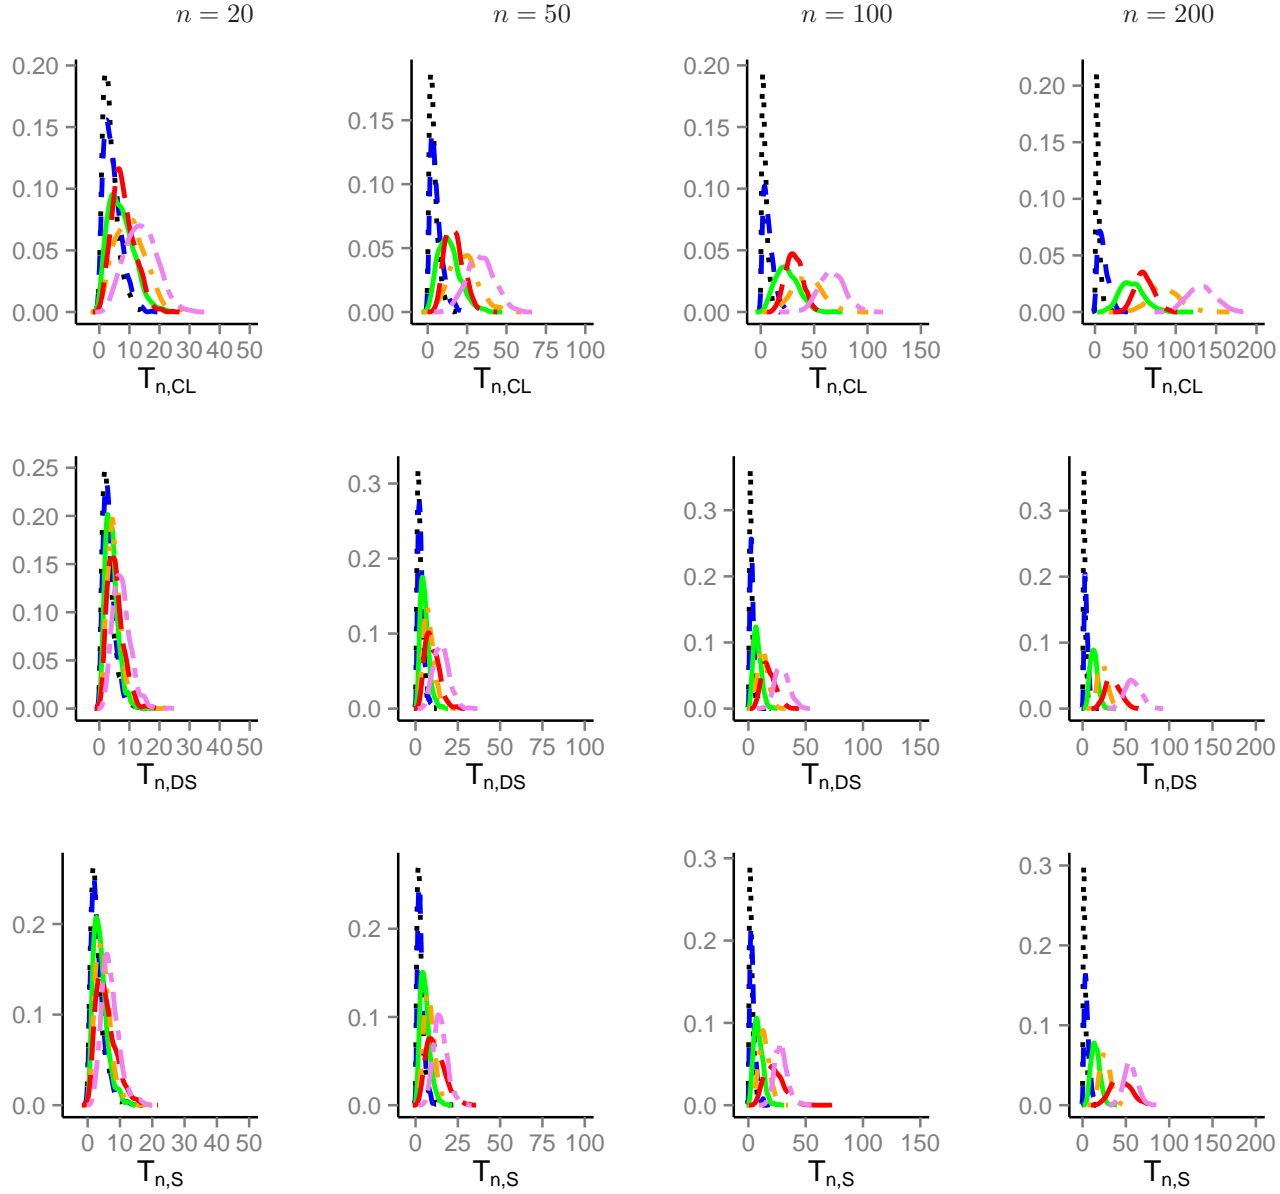 n = 20 n = 50 n = 100 n = 200
0.20 0.20
0.15 0.15 0.15 0.20
0.10 0.10 0.10 0.15
0.05 0.05 0.05 0.10
0.00 0.00 0.00 0.05
0.00
0 10 20 30 40 50 0 25 50 75 100 0 50 100 150 0 50 100 150 200
T_{n,CL} T_{n,CL} T_{n,CL} T_{n,CL}
0.25 0.3 0.3 0.3
0.20 0.2 0.2 0.2
0.15 0.1 0.1 0.1
0.10 0.0 0.0 0.0
0.05
0.00
0 10 20 30 40 50 0 25 50 75 100 0 50 100 150 0 50 100 150 200
T_{n,DS} T_{n,DS} T_{n,DS} T_{n,DS}
0.2 0.2 0.3 0.3
0.1 0.1 0.2 0.2
0.0 0.0 0.1 0.1
0.0 0.0
0 10 20 30 40 50 0 25 50 75 100 0 50 100 150 0 50 100 150 200
T_{n,S} T_{n,S} T_{n,S} T_{n,S}